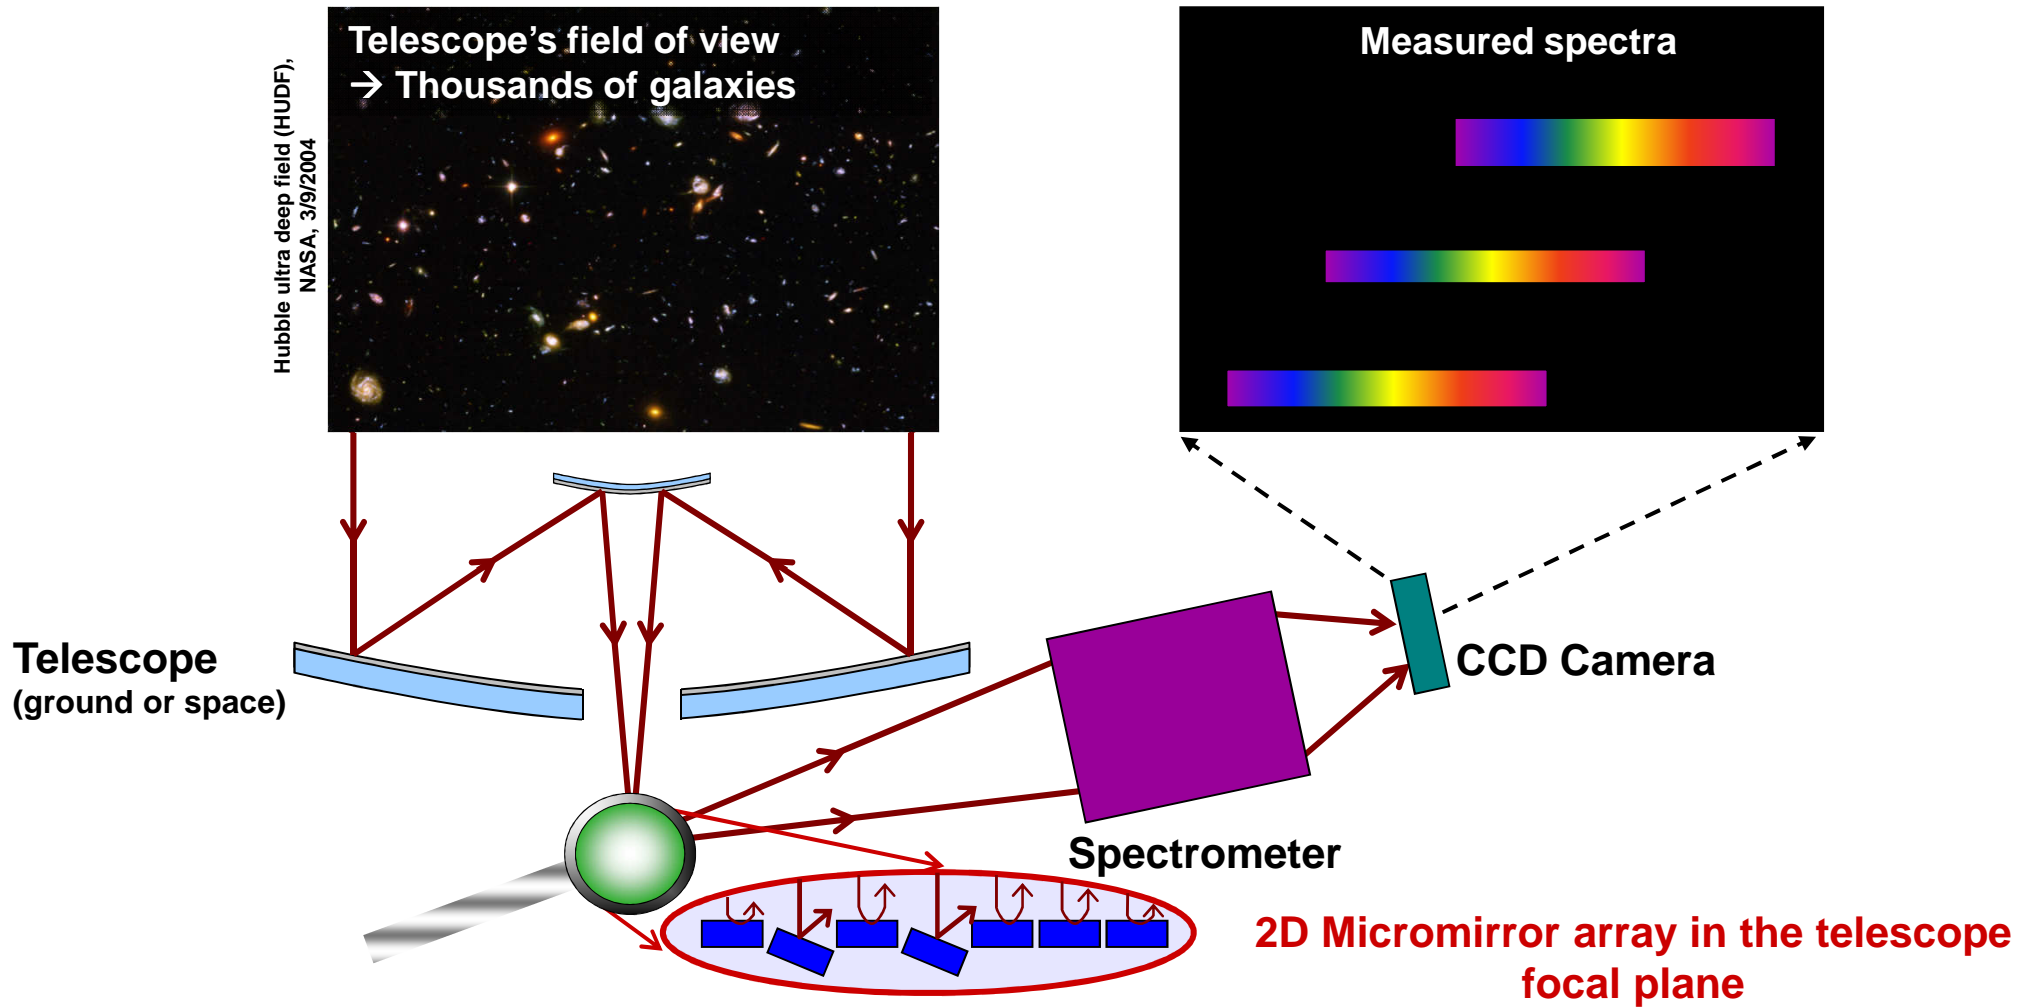 Telescope's field of view
→ Thousands of galaxies
Hubble ultra deep field (HUDF),
NASA, 3/9/2004
Measured spectra
Telescope
(ground or space)
CCD Camera
Spectrometer
2D Micromirror array in the telescope
focal plane